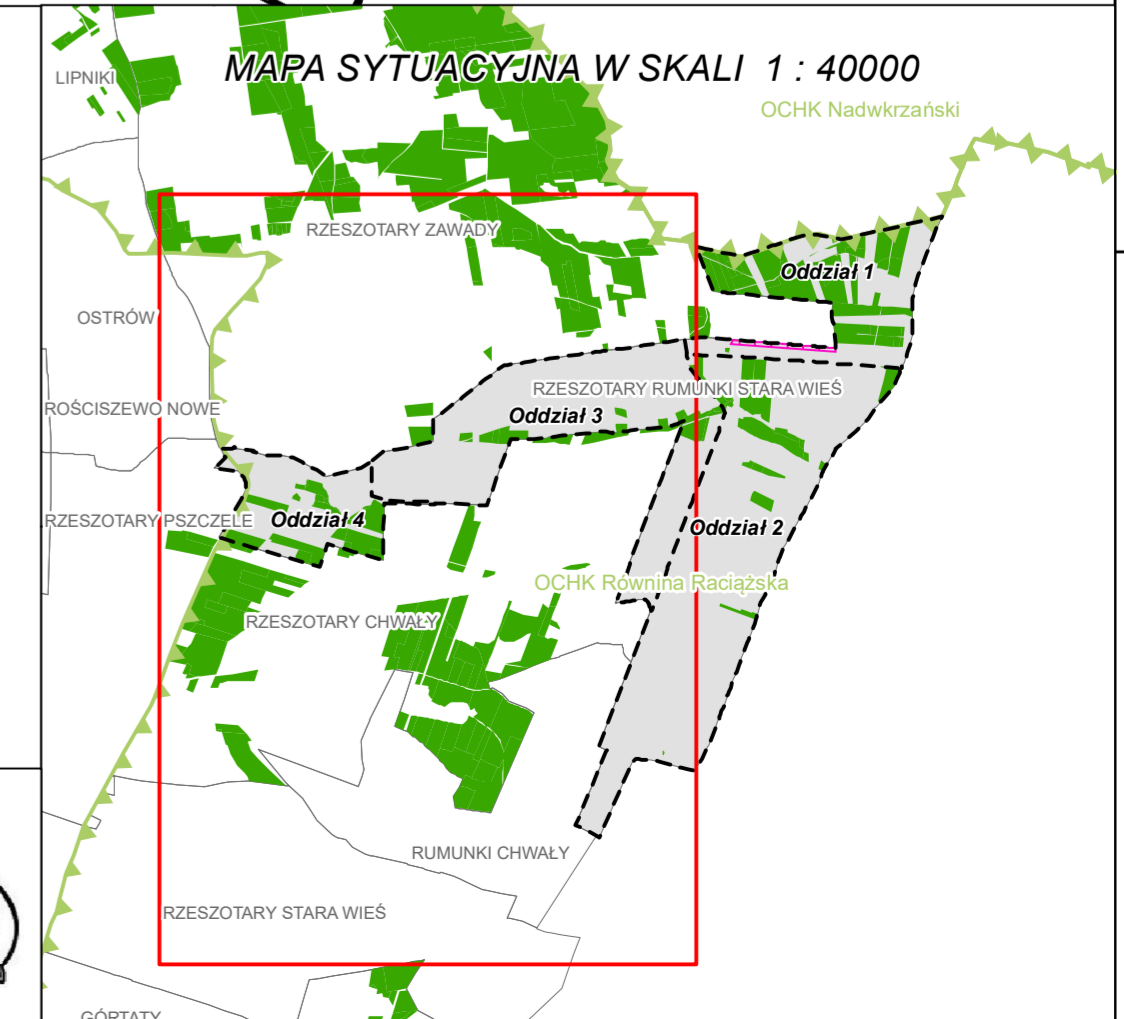 MAPA SYTUACYJNA W SKALI 1 : 40000
LIPNIKI
OCHK Nadwkrzański
RZESZOTARY ZAWADY
Oddział 1
OSTRÓW
RZESZOTARY RUMUNKI STARA WIEŚ
ROŚCISZEWO NOWE
Oddział 3
RZESZOTARY PSZCZELE
Oddział 4
Oddział 2
OCHK Równina Raciążska
RZESZOTARY CHWAŁY
RUMUNKI CHWAŁY
RZESZOTARY STARA WIEŚ
GÓRTATY